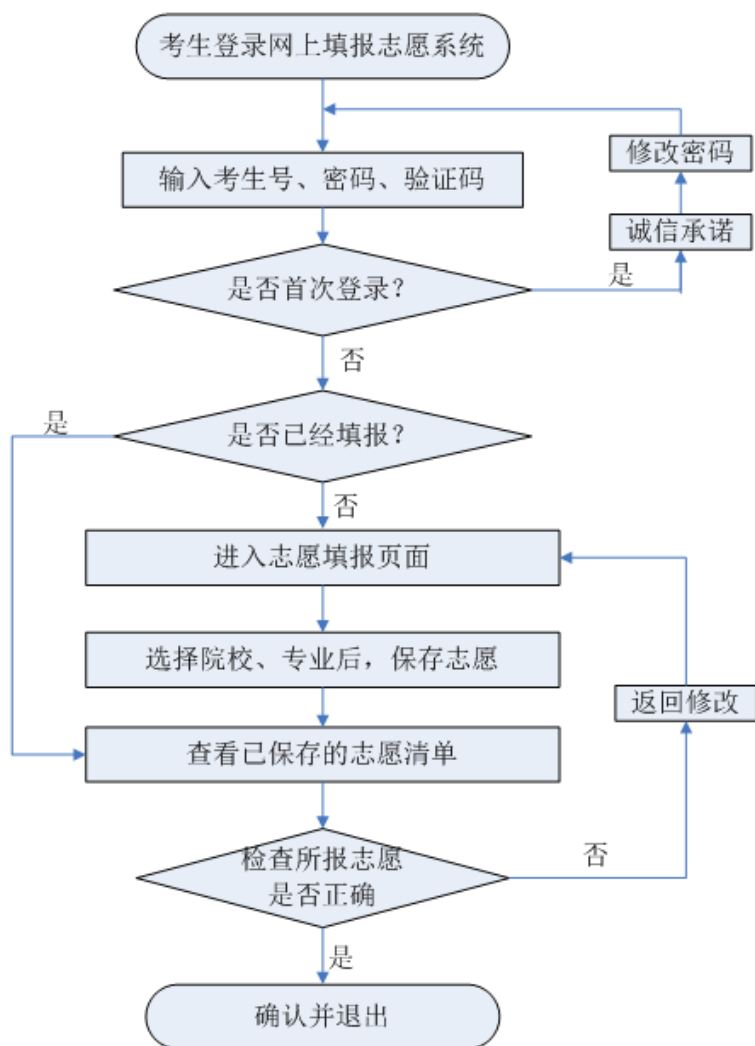 考生登录网上填报志愿系统
修改密码
输入考生号、密码、验证码
诚信承诺
是否首次登录？
是
否
是
是否已经填报？
否
进入志愿填报页面
选择院校、专业后，保存志愿
返回修改
查看已保存的志愿清单
检查所报志愿
是否正确
否
是
确认并退出